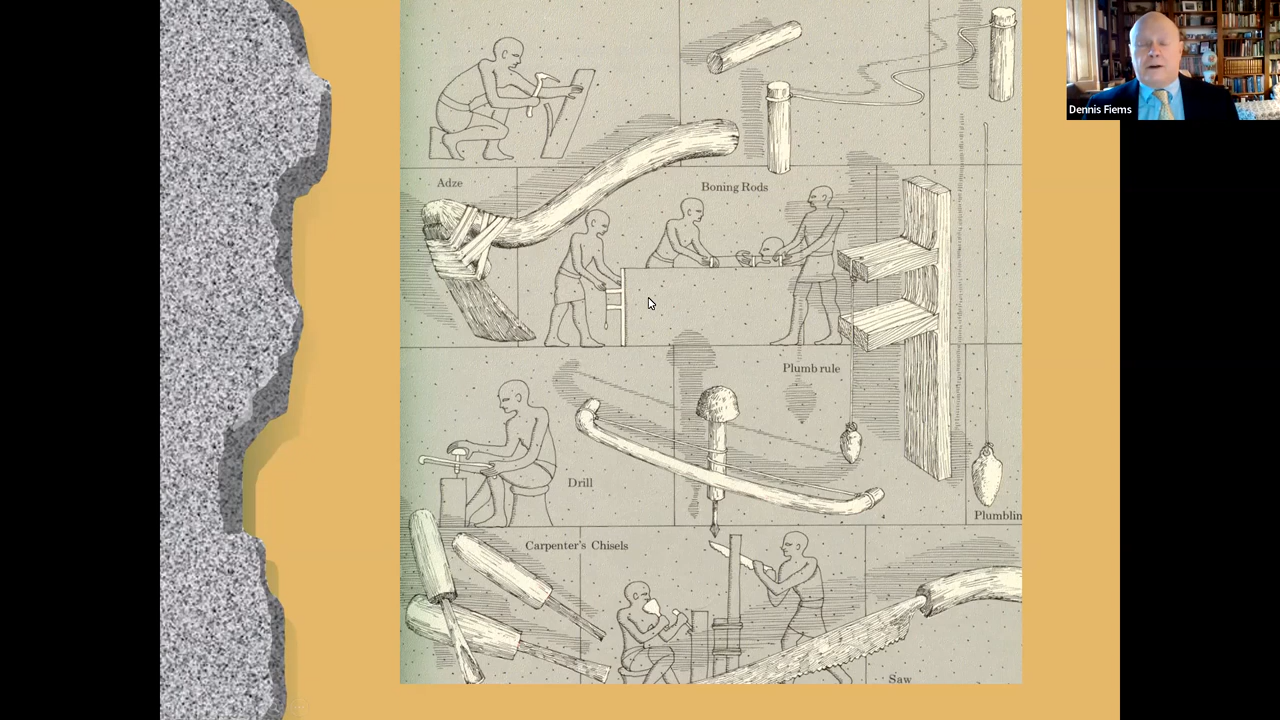 Dennis Fiems
Adze
Boning Rods
Plumb rule
Drill
Plumblin
Carpenter's Chisels
Saw